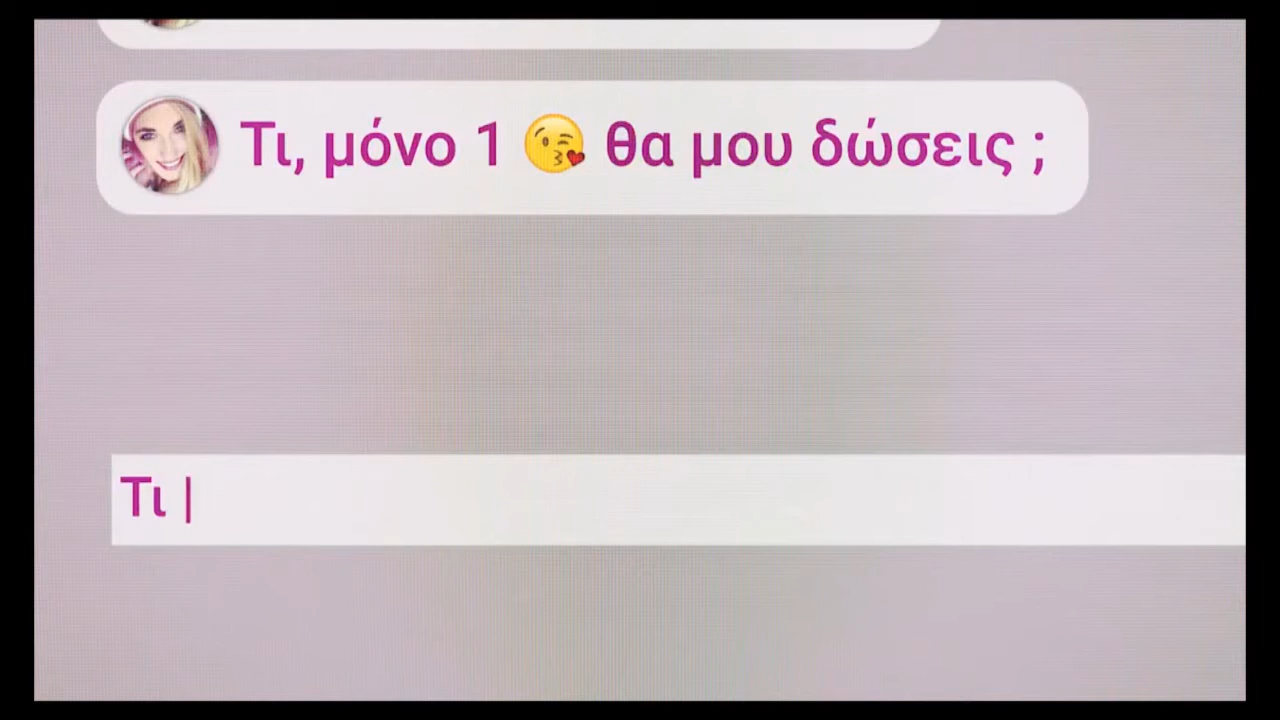 Τι, μόνο 1 😘 θα μου δώσεις ;
Τι |